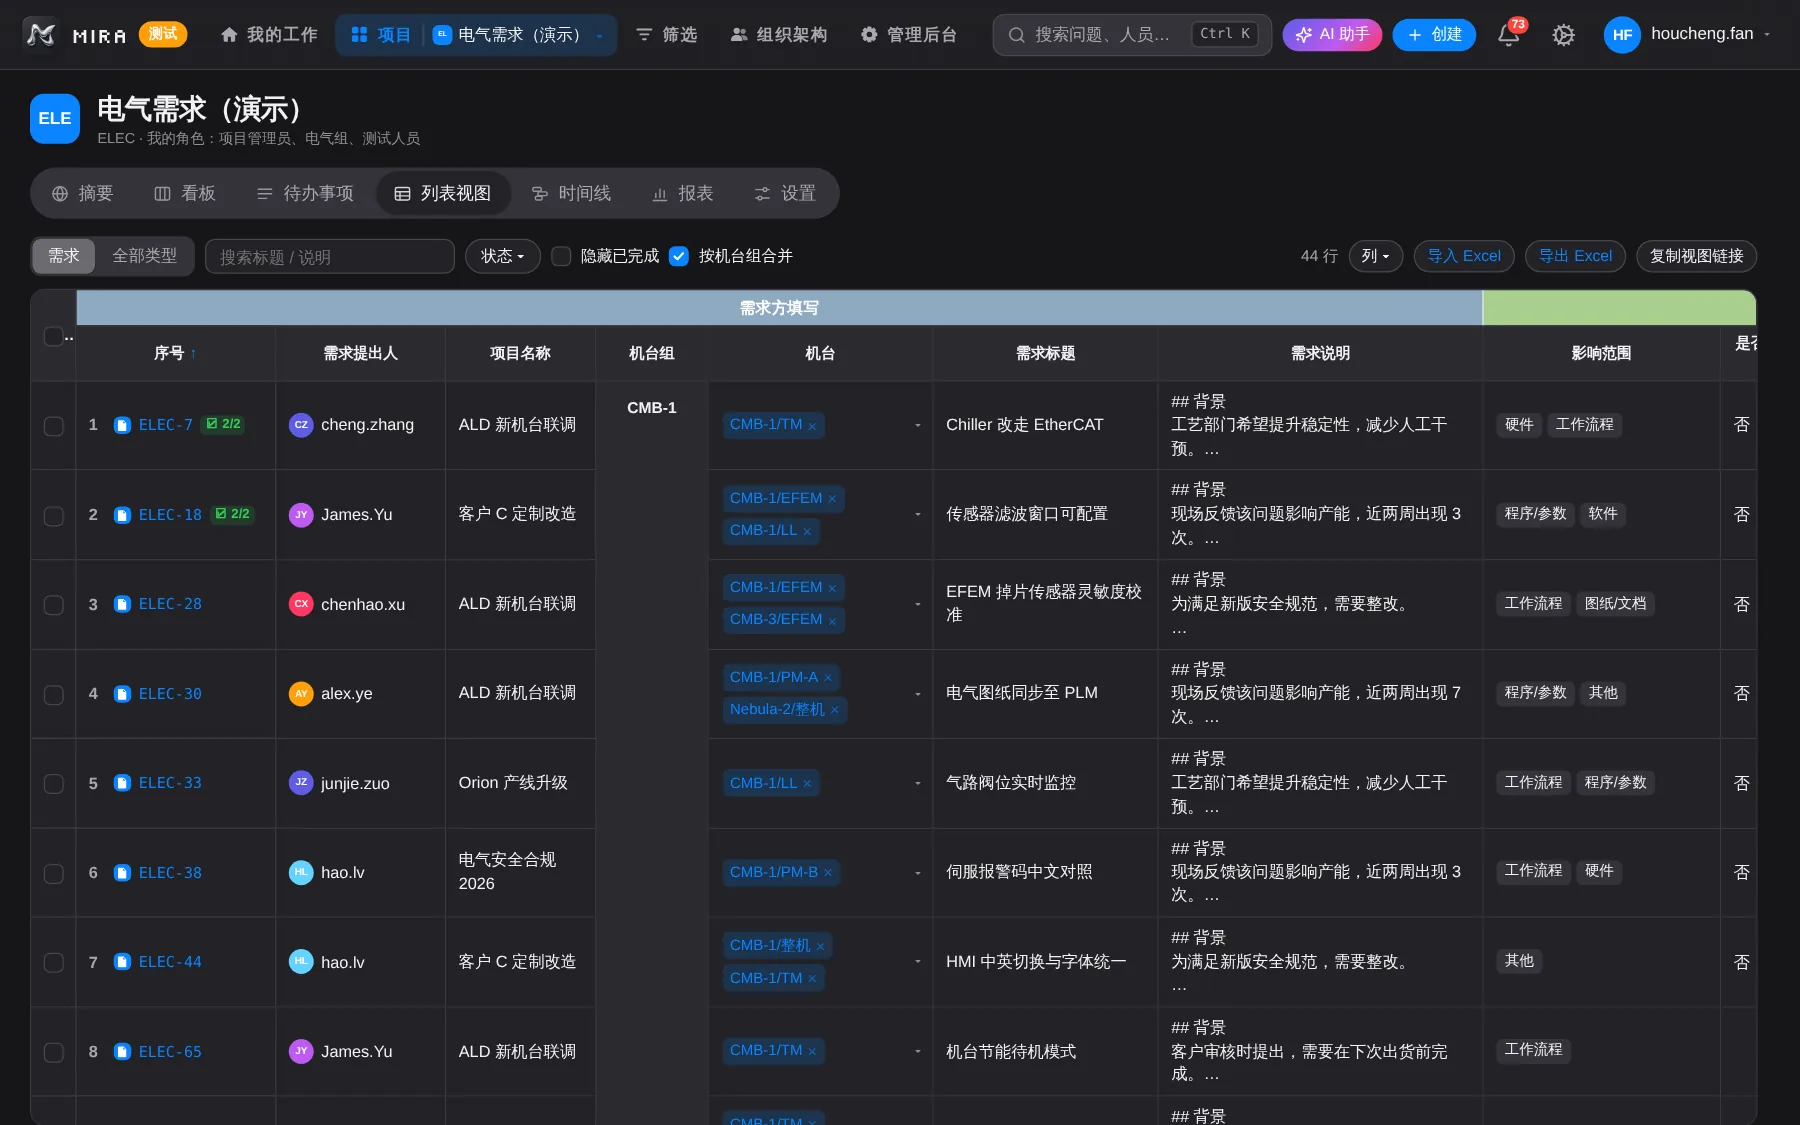 MIRA 测试 我的工作 项目 EL 电气需求（演示） 筛选 组织架构 管理后台 搜索问题、人员… Ctrl K AI 助手 创建 73 HF houcheng.fan
ELE 电气需求（演示）
ELEC · 我的角色：项目管理员、电气组、测试人员
摘要 看板 待办事项 列表视图 时间线 报表 设置
需求 全部类型 搜索标题 / 说明 状态 隐藏已完成 按机台组合并 44 行 列 导入 Excel 导出 Excel 复制视图链接
需求方填写
序号 ↑ 需求提出人 项目名称 机台组 机台 需求标题 需求说明 影响范围
CMB-1
1 ELEC-7 2/2 CZ cheng.zhang ALD 新机台联调 CMB-1/TM × Chiller 改走 EtherCAT
## 背景
工艺部门希望提升稳定性，减少人工干
预。…
硬件 工作流程 否
2 ELEC-18 2/2 JY James.Yu 客户 C 定制改造
CMB-1/EFEM ×
CMB-1/LL ×
传感器滤波窗口可配置
## 背景
现场反馈该问题影响产能，近两周出现 3
次。…
程序/参数 软件 否
3 ELEC-28 CX chenhao.xu ALD 新机台联调
CMB-1/EFEM ×
CMB-3/EFEM ×
EFEM 掉片传感器灵敏度校
准
## 背景
为满足新版安全规范，需要整改。
…
工作流程 图纸/文档 否
4 ELEC-30 AY alex.ye ALD 新机台联调
CMB-1/PM-A ×
Nebula-2/整机 ×
电气图纸同步至 PLM
## 背景
现场反馈该问题影响产能，近两周出现 7
次。…
程序/参数 其他 否
5 ELEC-33 JZ junjie.zuo Orion 产线升级 CMB-1/LL × 气路阀位实时监控
## 背景
工艺部门希望提升稳定性，减少人工干
预。…
工作流程 程序/参数 否
6 ELEC-38 HL hao.lv
电气安全合规
2026
CMB-1/PM-B × 伺服报警码中文对照
## 背景
现场反馈该问题影响产能，近两周出现 3
次。…
工作流程 硬件 否
7 ELEC-44 HL hao.lv 客户 C 定制改造
CMB-1/整机 ×
CMB-1/TM ×
HMI 中英切换与字体统一
## 背景
为满足新版安全规范，需要整改。
…
其他 否
8 ELEC-65 JY James.Yu ALD 新机台联调 CMB-1/TM × 机台节能待机模式
## 背景
客户审核时提出，需要在下次出货前完
成。…
工作流程
CMB-1/TM ×
## 背景